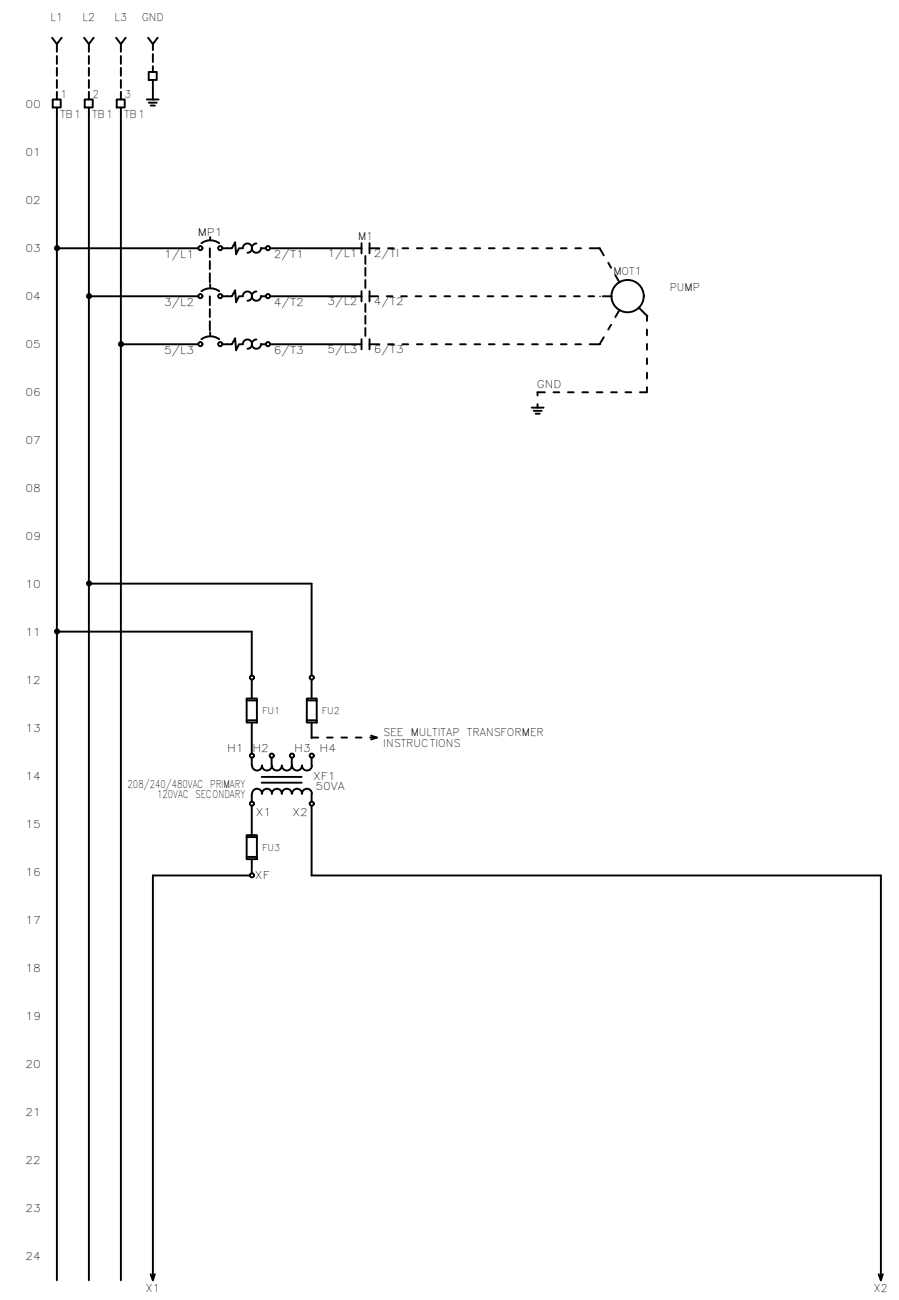 L1 L2 L3 GND
1 2 3
00 TB1 TB1 TB1
01
02
MP1 M1
03 1/L1 2/T1 1/L1 2/T1
MOT1
PUMP
04 3/L2 4/T2 3/L2 4/T2
05 5/L3 6/T3 5/L3 6/T3
GND
06
07
08
09
10
11
12
FU1 FU2
13 SEE MULTITAP TRANSFORMER
INSTRUCTIONS
H1 H2 H3 H4
14 XF1
208/240/480VAC PRIMARY 50VA
120VAC SECONDARY
X1 X2
15
FU3
16 XF
17
18
19
20
21
22
23
24
X1 X2